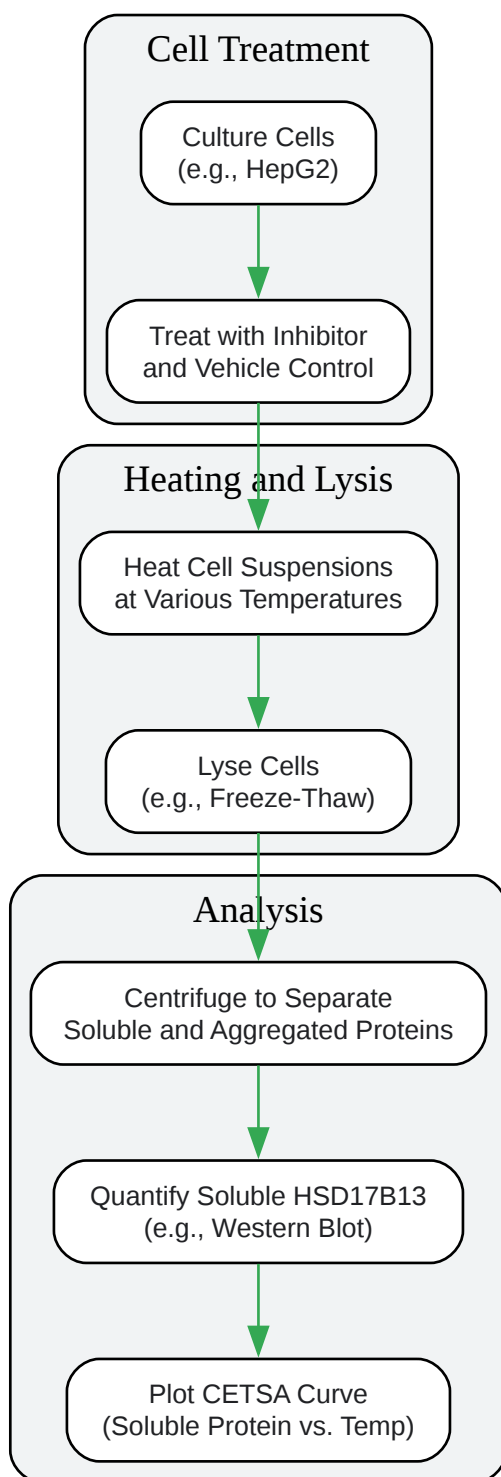 Cell Treatment
Culture Cells
(e.g., HepG2)
Treat with Inhibitor
and Vehicle Control
Heating and Lysis
Heat Cell Suspensions
at Various Temperatures
Lyse Cells
(e.g., Freeze-Thaw)
Analysis
Centrifuge to Separate
Soluble and Aggregated Proteins
Quantify Soluble HSD17B13
(e.g., Western Blot)
Plot CETSA Curve
(Soluble Protein vs. Temp)